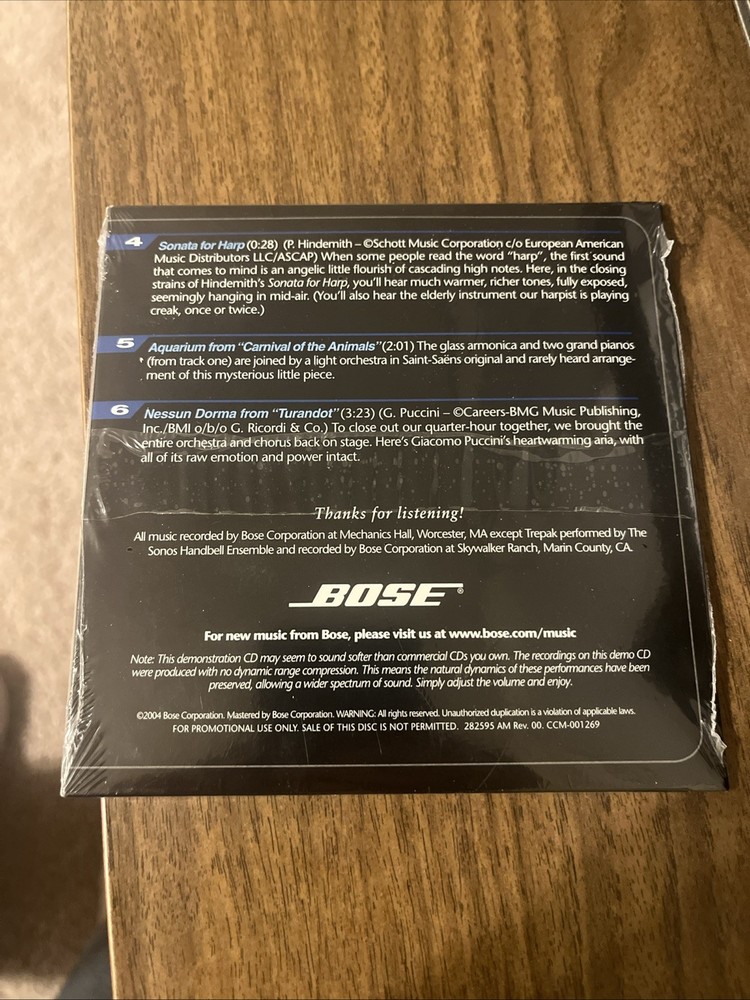 4 Sonata for Harp (0:28) (P. Hindemith – ©Schott Music Corporation c/o European American
Music Distributors LLC/ASCAP) When some people read the word "harp", the first sound
that comes to mind is an angelic little flourish of cascading high notes. Here, in the closing
strains of Hindemith's Sonata for Harp, you'll hear much warmer, richer tones, fully exposed,
seemingly hanging in mid-air. (You'll also hear the elderly instrument our harpist is playing
creak, once or twice.)
5 Aquarium from "Carnival of the Animals" (2:01) The glass armonica and two grand pianos
(from track one) are joined by a light orchestra in Saint-Saëns original and rarely heard arrange-
ment of this mysterious little piece.
6 Nessun Dorma from "Turandot" (3:23) (G. Puccini – ©Careers-BMG Music Publishing,
Inc./BMI o/b/o G. Ricordi & Co.) To close out our quarter-hour together, we brought the
entire orchestra and chorus back on stage. Here's Giacomo Puccini's heartwarming aria, with
all of its raw emotion and power intact.
Thanks for listening!
All music recorded by Bose Corporation at Mechanics Hall, Worcester, MA except Trepak performed by The
Sonos Handbell Ensemble and recorded by Bose Corporation at Skywalker Ranch, Marin County, CA.
BOSE®
For new music from Bose, please visit us at www.bose.com/music
Note: This demonstration CD may seem to sound softer than commercial CDs you own. The recordings on this demo CD
were produced with no dynamic range compression. This means the natural dynamics of these performances have been
preserved, allowing a wider spectrum of sound. Simply adjust the volume and enjoy.
©2004 Bose Corporation. Mastered by Bose Corporation. WARNING: All rights reserved. Unauthorized duplication is a violation of applicable laws.
FOR PROMOTIONAL USE ONLY. SALE OF THIS DISC IS NOT PERMITTED. 282595 AM Rev. 00. CCM-001269